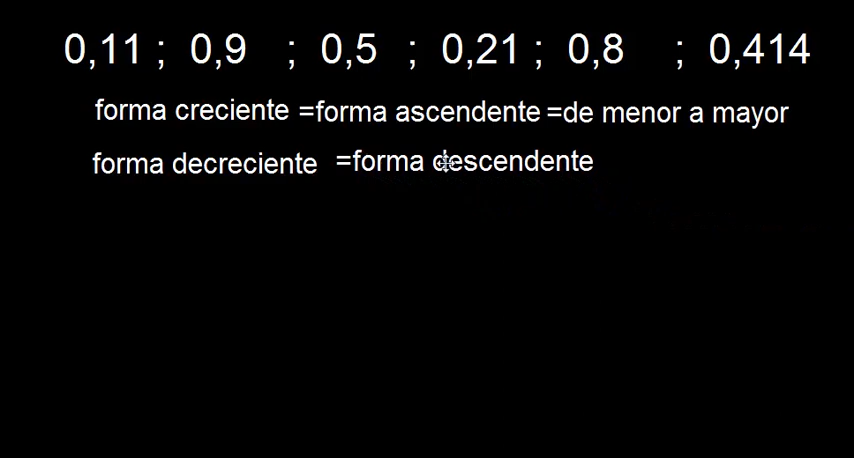 0,11 ; 0,9 ; 0,5 ; 0,21 ; 0,8 ; 0,414
forma creciente =forma ascendente =de menor a mayor
forma decreciente =forma descendente